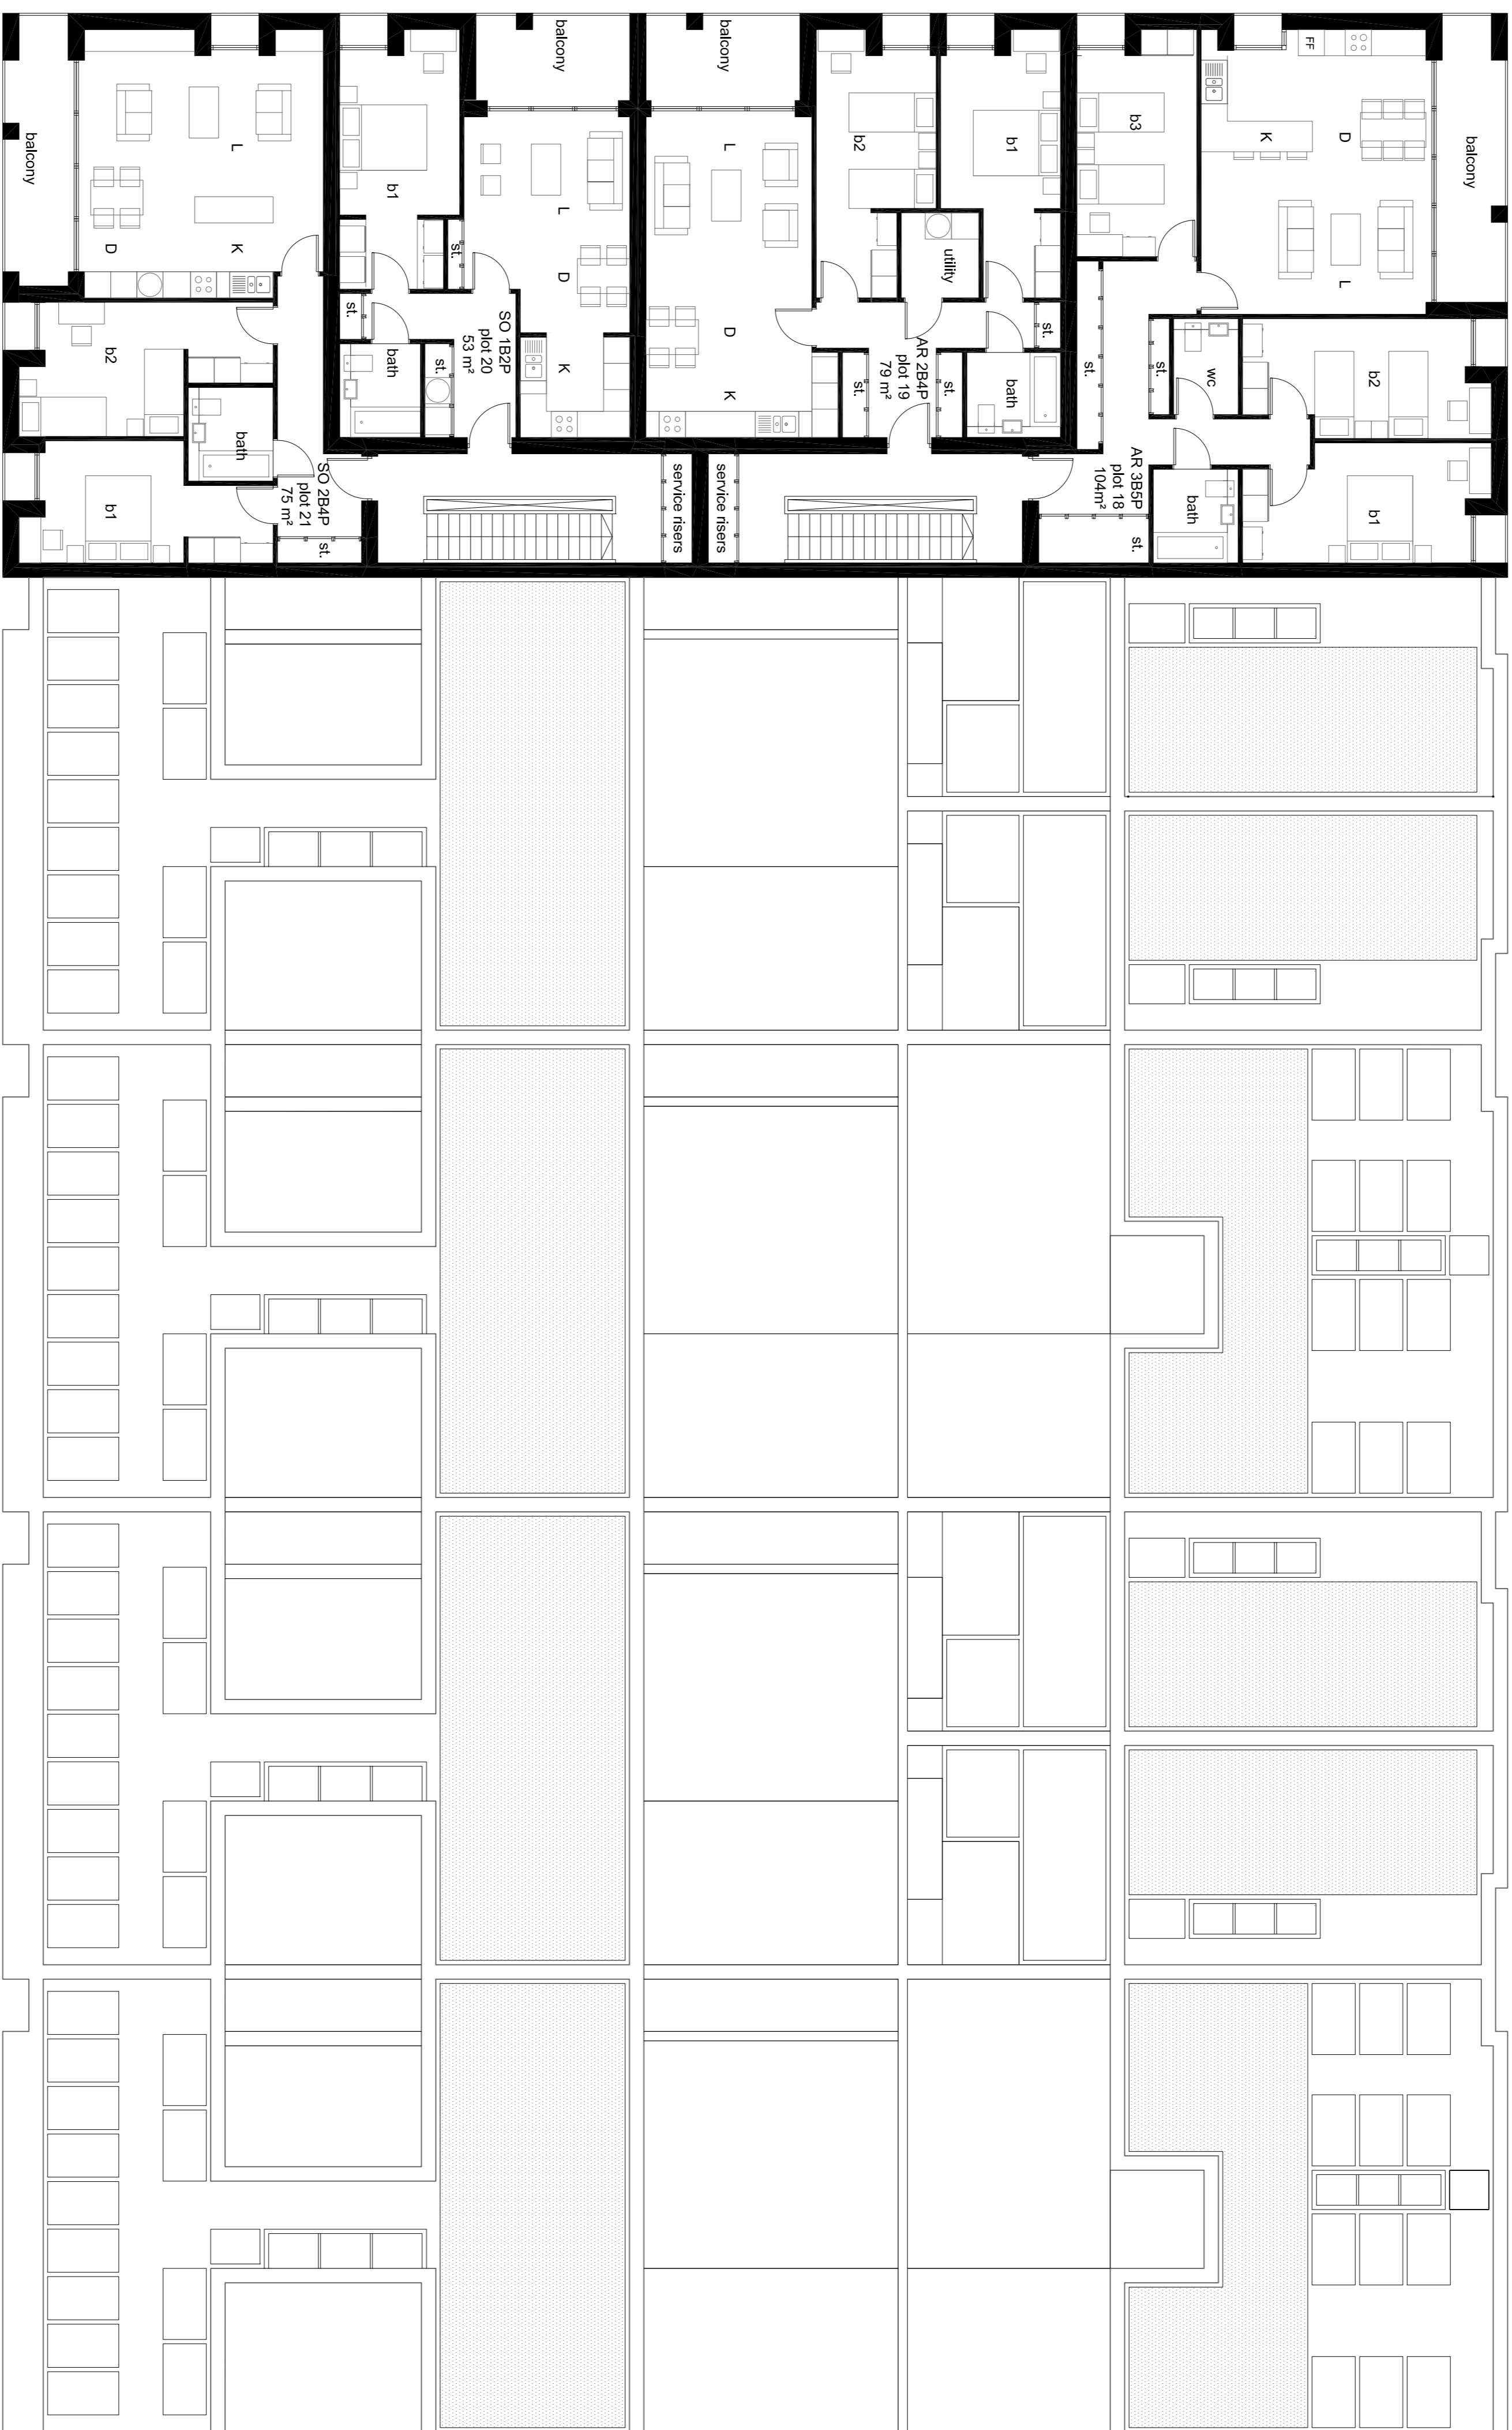 balcony
L
D
K
FF
b3
b2
b1
wc
st.
st.
bath
AR 3B5P
plot 18
104m²
st.
b1
b2
utility
st.
bath
st.
AR 2B4P
plot 19
79 m²
st.
balcony
L
D
K
service risers
service risers
balcony
L
D
K
st.
b1
st.
bath
st.
SO 1B2P
plot 20
53 m²
L
K
D
balcony
b2
bath
b1
SO 2B4P
plot 21
75 m²
st.